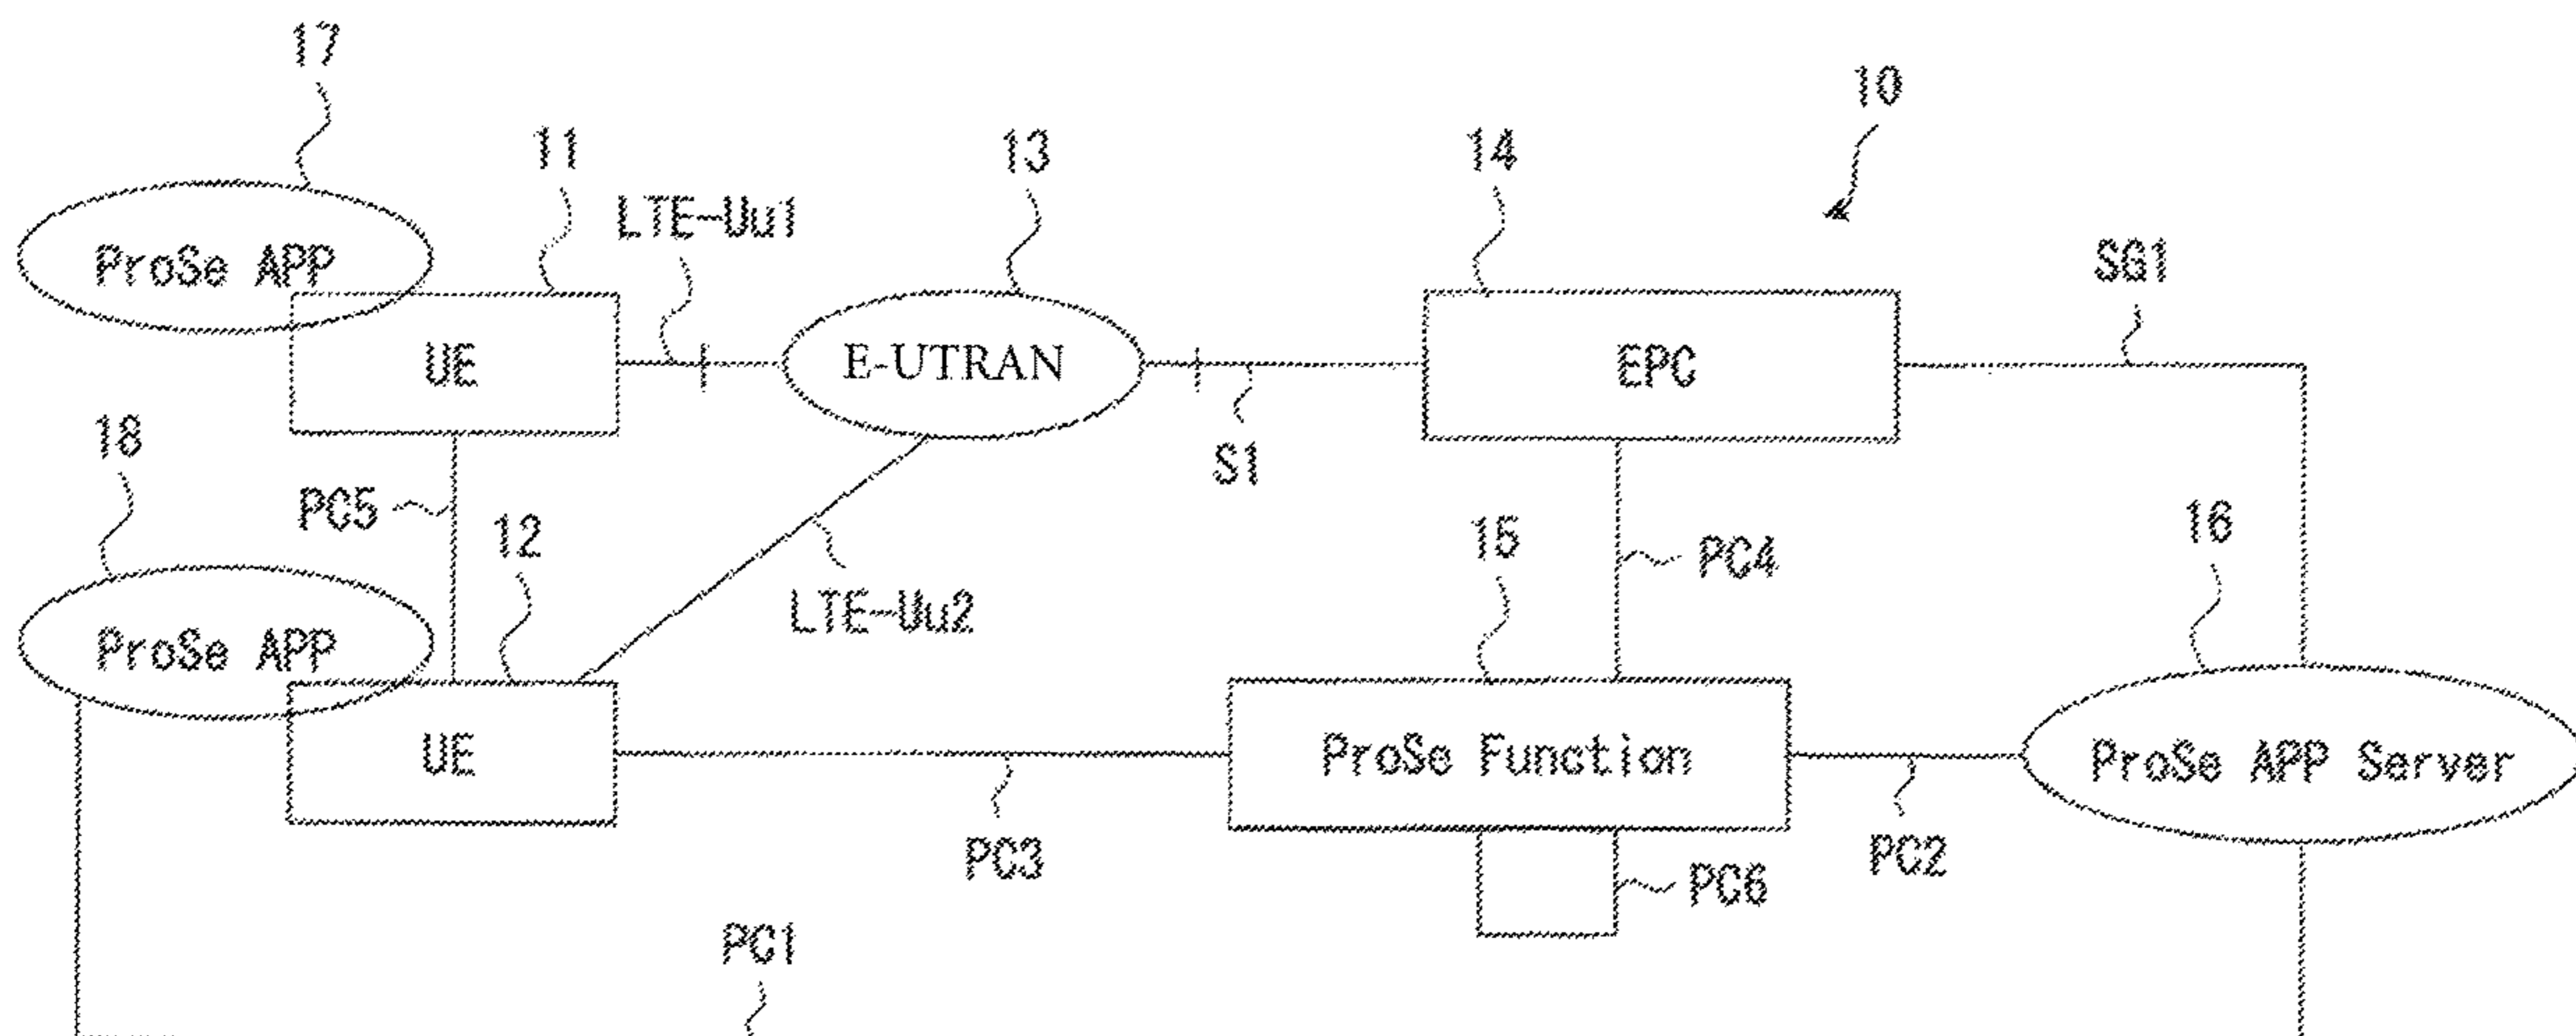 17
10
11
13
14
LTE-Uu1
SG1
ProSe APP
UE
E-UTRAN
EPC
18
S1
PC5
12
15
PC4
16
LTE-Uu2
ProSe APP
UE
ProSe Function
ProSe APP Server
PC3
PC2
PC6
PC1